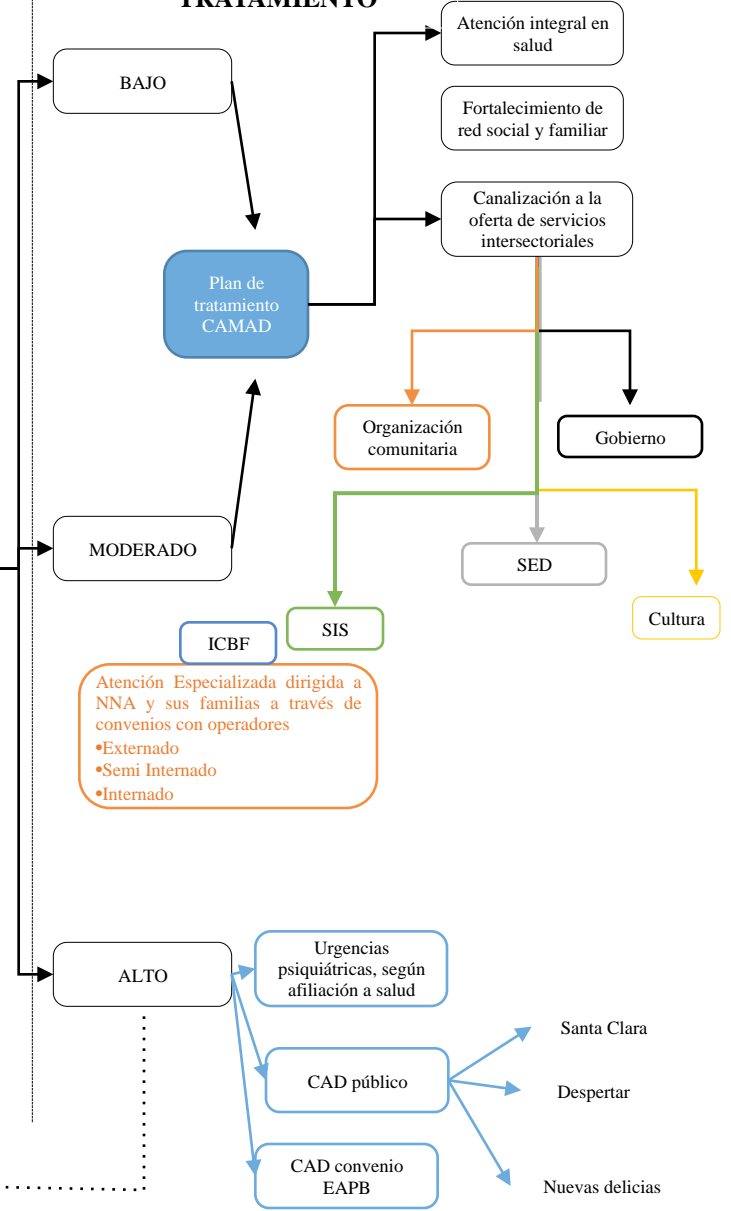 TRATAMIENTO
Atención integral en
salud
BAJO
Fortalecimiento de
red social y familiar
Canalización a la
oferta de servicios
intersectoriales
Plan de
tratamiento
CAMAD
Organización
comunitaria
Gobierno
MODERADO
SED
Cultura
SIS
ICBF
Atención Especializada dirigida a
NNA y sus familias a través de
convenios con operadores
•Externado
•Semi Internado
•Internado
Urgencias
psiquiátricas, según
afiliación a salud
ALTO
Santa Clara
CAD público
Despertar
CAD convenio
EAPB
Nuevas delicias